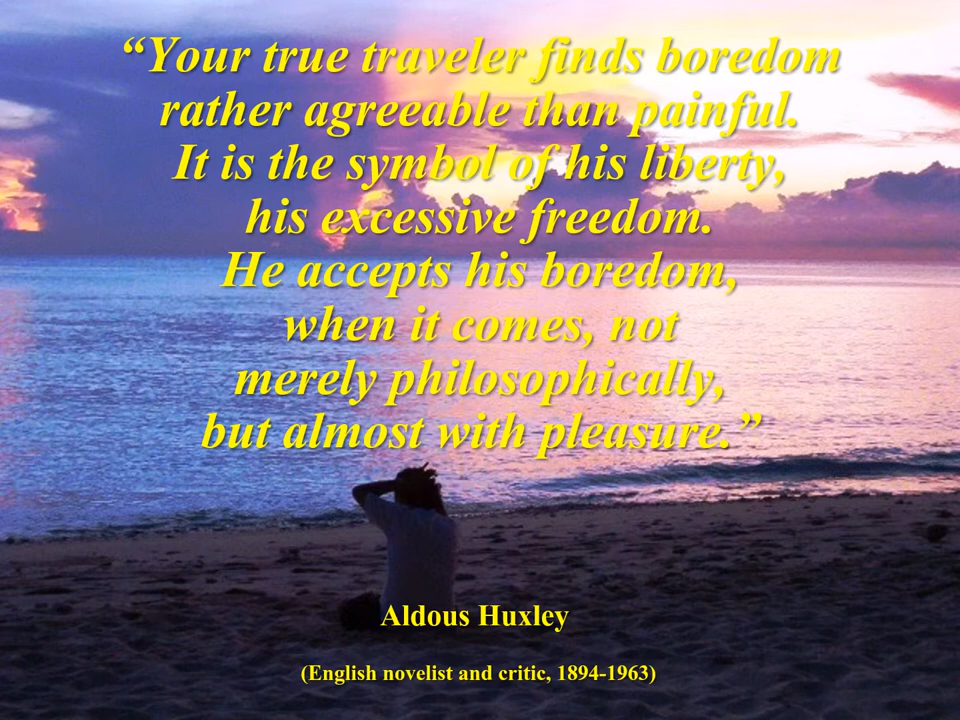 “Your true traveler finds boredom
rather agreeable than painful.
It is the symbol of his liberty,
his excessive freedom.
He accepts his boredom,
when it comes, not
merely philosophically,
but almost with pleasure.”
Aldous Huxley
(English novelist and critic, 1894-1963)